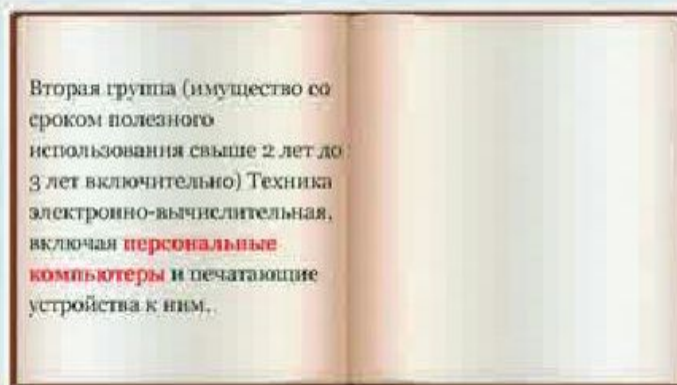 Вторая группа (имущество со
сроком полезного
использования свыше 2 лет до
3 лет включительно) Техника
электронно-вычислительная,
включая персональные
компьютеры и печатающие
устройства к ним.